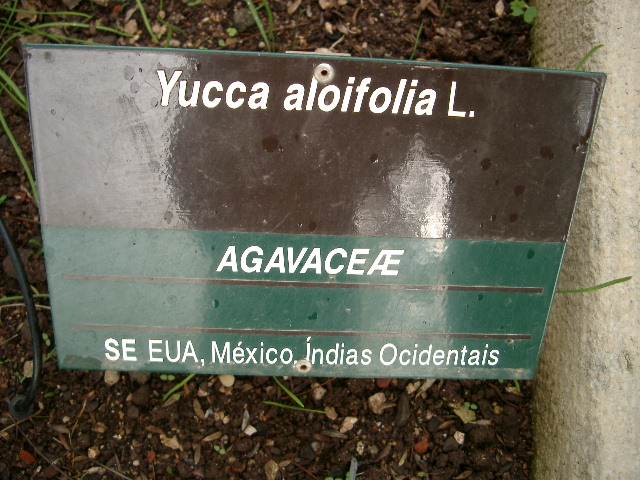 Yucca aloifolia L.
AGAVACEÆ
SE EUA, México, Índias Ocidentais